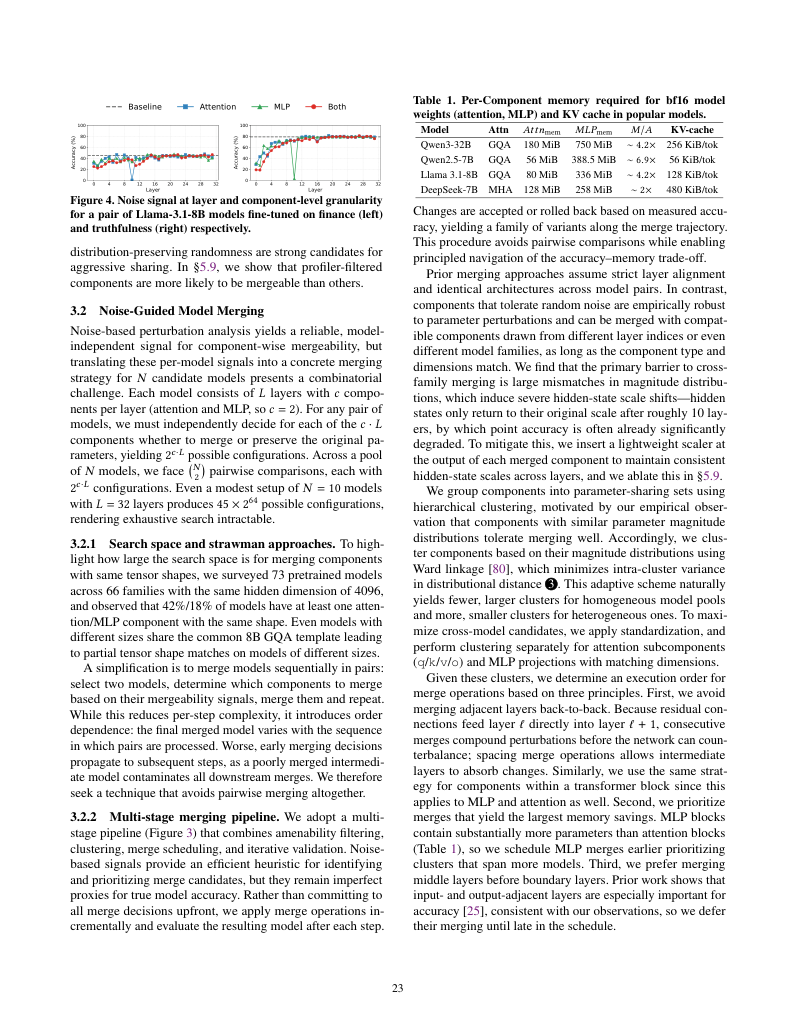 Baseline Attention MLP Both
Accuracy (%)
100
80
60
40
20
0
0 4 8 12 16 20 24 28 32
Layer
Accuracy (%)
100
80
60
40
20
0
0 4 8 12 16 20 24 28 32
Layer
Figure 4. Noise signal at layer and component-level granularity
for a pair of Llama-3.1-8B models fine-tuned on finance (left)
and truthfulness (right) respectively.
distribution-preserving randomness are strong candidates for
aggressive sharing. In §5.9, we show that profiler-filtered
components are more likely to be mergeable than others.
3.2 Noise-Guided Model Merging
Noise-based perturbation analysis yields a reliable, model-
independent signal for component-wise mergeability, but
translating these per-model signals into a concrete merging
strategy for N candidate models presents a combinatorial
challenge. Each model consists of L layers with c compo-
nents per layer (attention and MLP, so c = 2). For any pair of
models, we must independently decide for each of the c · L
components whether to merge or preserve the original pa-
rameters, yielding 2^{c·L} possible configurations. Across a pool
of N models, we face (N 2) pairwise comparisons, each with
2^{c·L} configurations. Even a modest setup of N = 10 models
with L = 32 layers produces 45 × 2^{64} possible configurations,
rendering exhaustive search intractable.
3.2.1 Search space and strawman approaches. To high-
light how large the search space is for merging components
with same tensor shapes, we surveyed 73 pretrained models
across 66 families with the same hidden dimension of 4096,
and observed that 42%/18% of models have at least one atten-
tion/MLP component with the same shape. Even models with
different sizes share the common 8B GQA template leading
to partial tensor shape matches on models of different sizes.
A simplification is to merge models sequentially in pairs:
select two models, determine which components to merge
based on their mergeability signals, merge them and repeat.
While this reduces per-step complexity, it introduces order
dependence: the final merged model varies with the sequence
in which pairs are processed. Worse, early merging decisions
propagate to subsequent steps, as a poorly merged intermedi-
ate model contaminates all downstream merges. We therefore
seek a technique that avoids pairwise merging altogether.
3.2.2 Multi-stage merging pipeline. We adopt a multi-
stage pipeline (Figure 3) that combines amenability filtering,
clustering, merge scheduling, and iterative validation. Noise-
based signals provide an efficient heuristic for identifying
and prioritizing merge candidates, but they remain imperfect
proxies for true model accuracy. Rather than committing to
all merge decisions upfront, we apply merge operations in-
crementally and evaluate the resulting model after each step.
Table 1. Per-Component memory required for bf16 model
weights (attention, MLP) and KV cache in popular models.
Model Attn Attn_mem MLP_mem M/A KV-cache
Qwen3-32B GQA 180 MiB 750 MiB ~ 4.2× 256 KiB/tok
Qwen2.5-7B GQA 56 MiB 388.5 MiB ~ 6.9× 56 KiB/tok
Llama 3.1-8B GQA 80 MiB 336 MiB ~ 4.2× 128 KiB/tok
DeepSeek-7B MHA 128 MiB 258 MiB ~ 2× 480 KiB/tok
Changes are accepted or rolled back based on measured accu-
racy, yielding a family of variants along the merge trajectory.
This procedure avoids pairwise comparisons while enabling
principled navigation of the accuracy–memory trade-off.
Prior merging approaches assume strict layer alignment
and identical architectures across model pairs. In contrast,
components that tolerate random noise are empirically robust
to parameter perturbations and can be merged with compat-
ible components drawn from different layer indices or even
different model families, as long as the component type and
dimensions match. We find that the primary barrier to cross-
family merging is large mismatches in magnitude distribu-
tions, which induce severe hidden-state scale shifts—hidden
states only return to their original scale after roughly 10 lay-
ers, by which point accuracy is often already significantly
degraded. To mitigate this, we insert a lightweight scaler at
the output of each merged component to maintain consistent
hidden-state scales across layers, and we ablate this in §5.9.
We group components into parameter-sharing sets using
hierarchical clustering, motivated by our empirical obser-
vation that components with similar parameter magnitude
distributions tolerate merging well. Accordingly, we clus-
ter components based on their magnitude distributions using
Ward linkage [80], which minimizes intra-cluster variance
in distributional distance ❸. This adaptive scheme naturally
yields fewer, larger clusters for homogeneous model pools
and more, smaller clusters for heterogeneous ones. To maxi-
mize cross-model candidates, we apply standardization, and
perform clustering separately for attention subcomponents
(q/k/v/o) and MLP projections with matching dimensions.
Given these clusters, we determine an execution order for
merge operations based on three principles. First, we avoid
merging adjacent layers back-to-back. Because residual con-
nections feed layer ℓ directly into layer ℓ + 1, consecutive
merges compound perturbations before the network can coun-
terbalance; spacing merge operations allows intermediate
layers to absorb changes. Similarly, we use the same strat-
egy for components within a transformer block since this
applies to MLP and attention as well. Second, we prioritize
merges that yield the largest memory savings. MLP blocks
contain substantially more parameters than attention blocks
(Table 1), so we schedule MLP merges earlier prioritizing
clusters that span more models. Third, we prefer merging
middle layers before boundary layers. Prior work shows that
input- and output-adjacent layers are especially important for
accuracy [25], consistent with our observations, so we defer
their merging until late in the schedule.
23